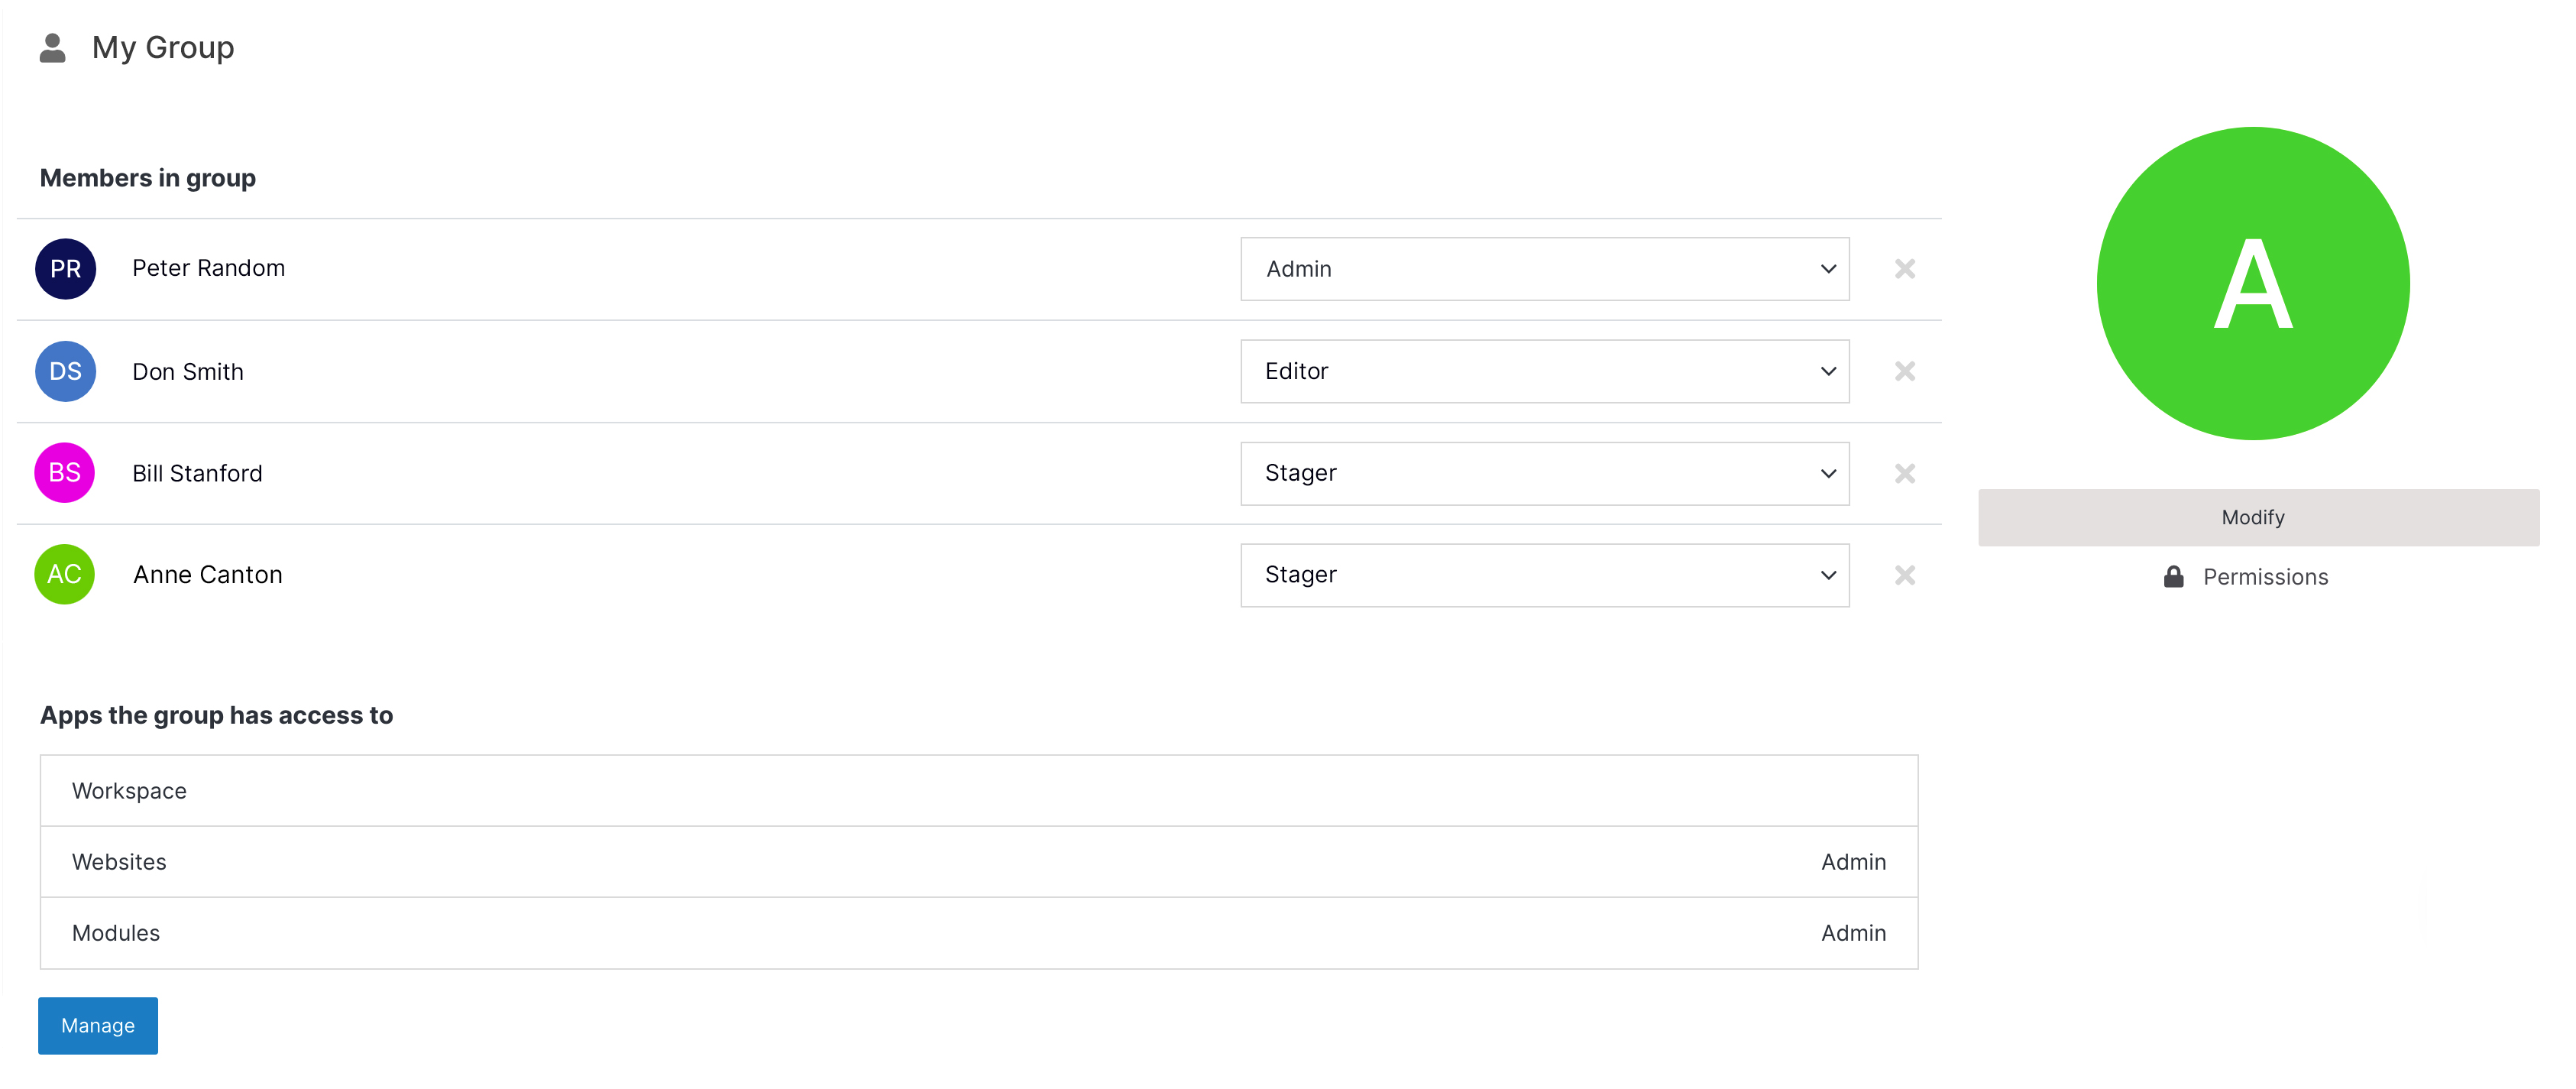 My Group
Members in group
PR Peter Random Admin
DS Don Smith Editor
BS Bill Stanford Stager
AC Anne Canton Stager
A
Modify
Permissions
Apps the group has access to
Workspace
Websites Admin
Modules Admin
Manage